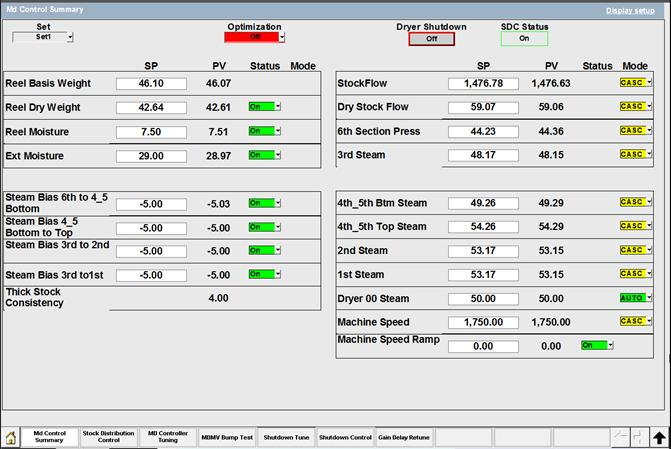 Md Control Summary Display setup
Set Optimization Dryer Shutdown SDC Status
Set1 Off Off On
SP PV Status Mode SP PV Status Mode
Reel Basis Weight 46.10 46.07 StockFlow 1,476.78 1,476.63 CASC
Reel Dry Weight 42.64 42.61 On Dry Stock Flow 59.07 59.06 CASC
Reel Moisture 7.50 7.51 On 6th Section Press 44.23 44.36 CASC
Ext Moisture 29.00 28.97 On 3rd Steam 48.17 48.15 CASC
Steam Bias 6th to 4_5 Bottom -5.00 -5.03 On 4th_5th Btm Steam 49.26 49.29 CASC
Steam Bias 4_5 Bottom to Top -5.00 -5.00 On 4th_5th Top Steam 54.26 54.29 CASC
Steam Bias 3rd to 2nd -5.00 -5.00 On 2nd Steam 53.17 53.15 CASC
Steam Bias 3rd to1st -5.00 -5.00 On 1st Steam 53.17 53.15 CASC
Thick Stock Consistency 4.00 Dryer 00 Steam 50.00 50.00 AUTO
Machine Speed 1,750.00 1,750.00 CASC
Machine Speed Ramp 0.00 0.00 On
Md Control Summary Stock Distribution Control MD Controller Tuning MDMV Bump Test Shutdown Tune Shutdown Control Gain Delay Retune